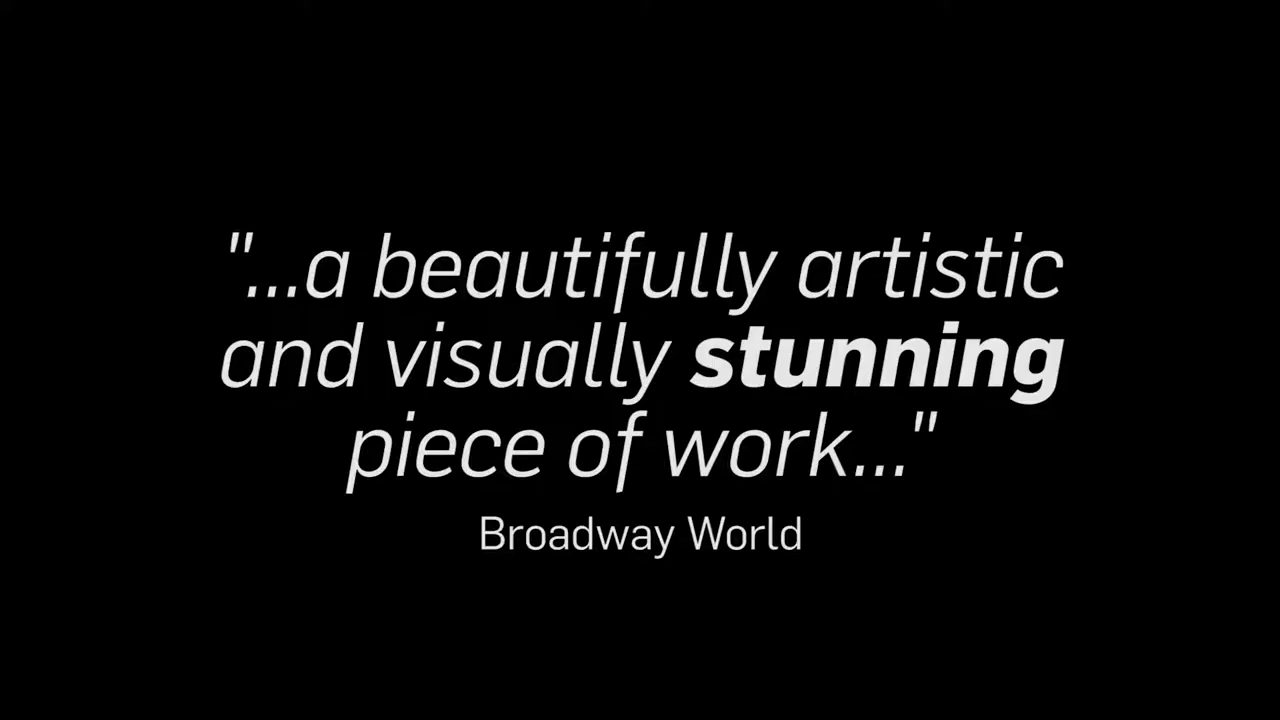 "...a beautifully artistic
and visually stunning
piece of work..."
Broadway World